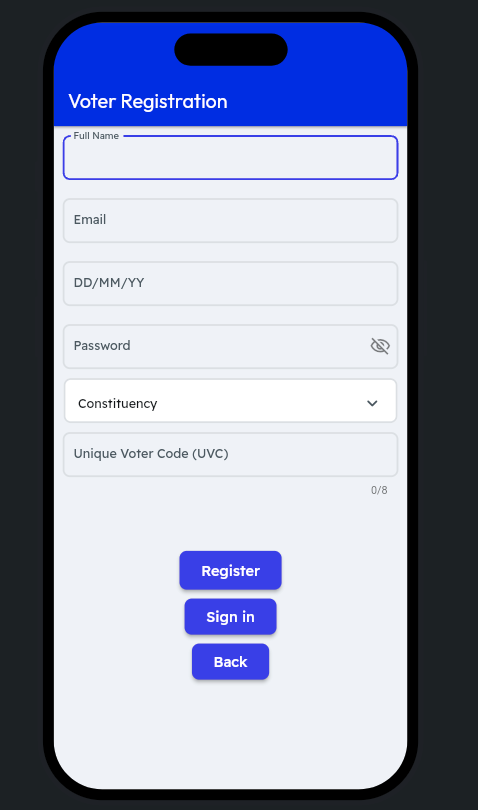 Voter Registration
Full Name
Email
DD/MM/YY
Password
Constituency
Unique Voter Code (UVC)
0/8
Register
Sign in
Back